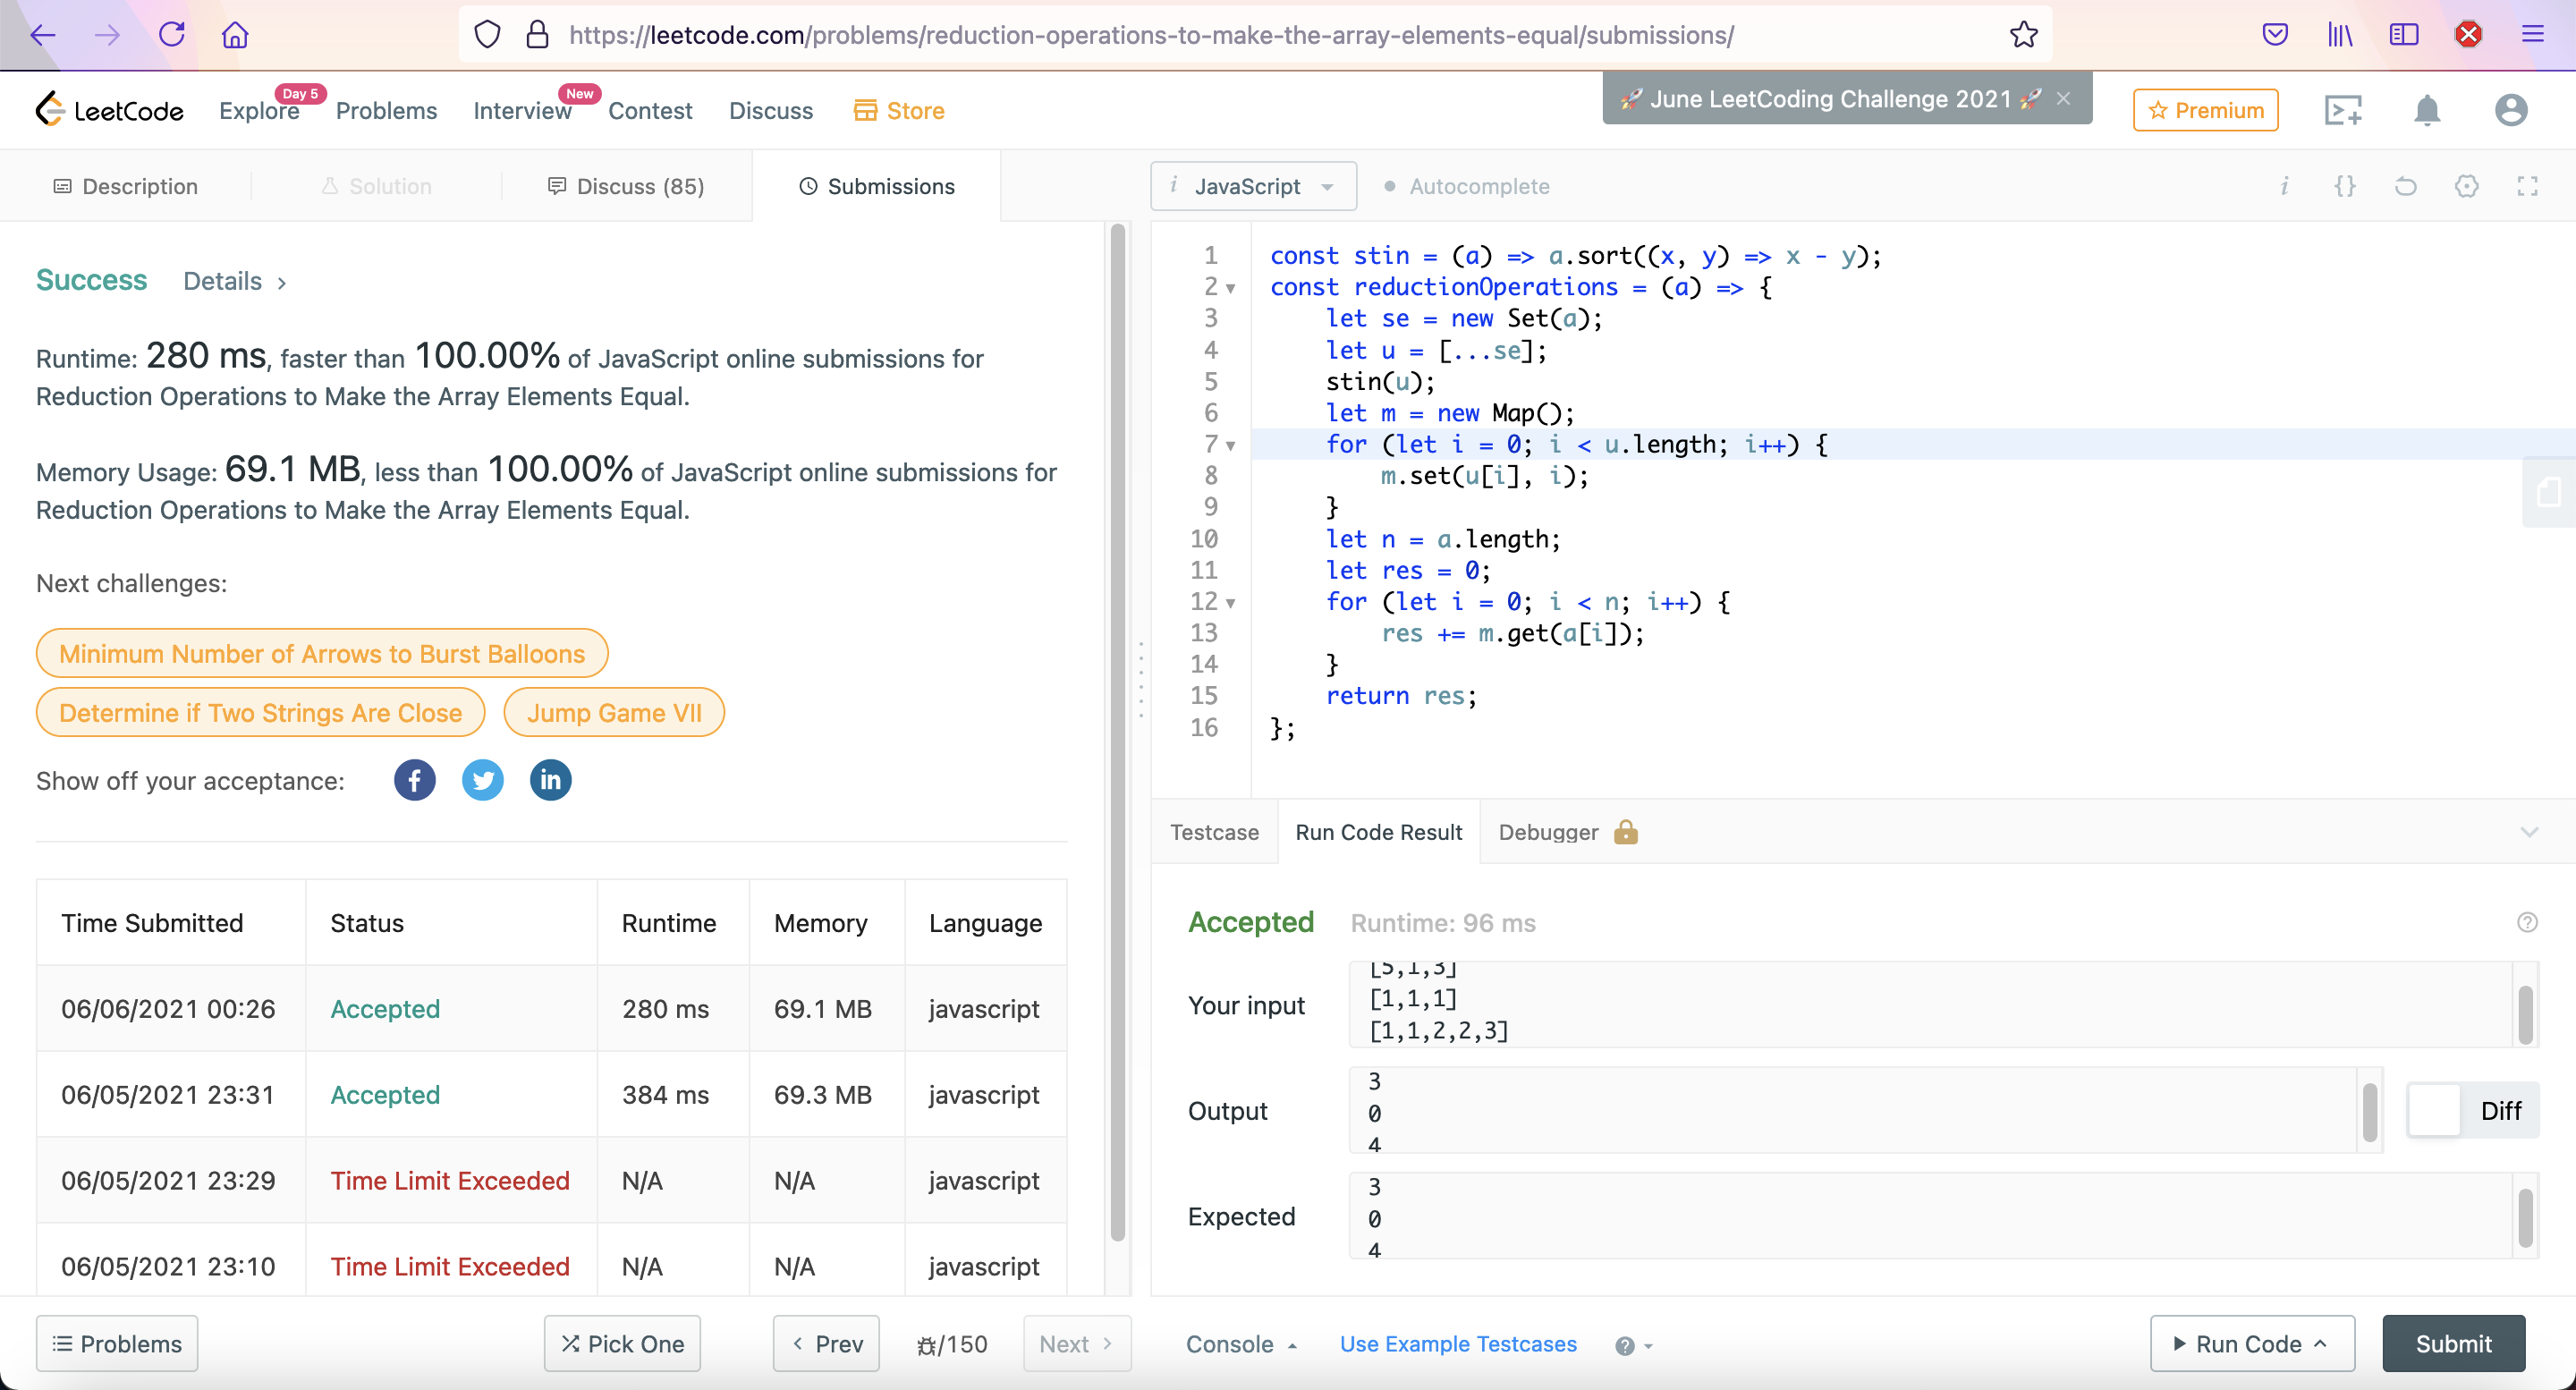 https://leetcode.com/problems/reduction-operations-to-make-the-array-elements-equal/submissions/
LeetCode
Explore
Day 5
Problems
Interview
New
Contest
Discuss
Store
🚀 June LeetCoding Challenge 2021 🚀 ×
Premium
Description
Solution
Discuss (85)
Submissions
Success Details >
Runtime: 280 ms, faster than 100.00% of JavaScript online submissions for
Reduction Operations to Make the Array Elements Equal.
Memory Usage: 69.1 MB, less than 100.00% of JavaScript online submissions for
Reduction Operations to Make the Array Elements Equal.
Next challenges:
Minimum Number of Arrows to Burst Balloons
Determine if Two Strings Are Close
Jump Game VII
Show off your acceptance:
Time Submitted Status Runtime Memory Language
06/06/2021 00:26 Accepted 280 ms 69.1 MB javascript
06/05/2021 23:31 Accepted 384 ms 69.3 MB javascript
06/05/2021 23:29 Time Limit Exceeded N/A N/A javascript
06/05/2021 23:10 Time Limit Exceeded N/A N/A javascript
Problems
Pick One
< Prev
/150
Next >
i JavaScript
Autocomplete
i {}
1 const stin = (a) => a.sort((x, y) => x - y);
2 const reductionOperations = (a) => {
3 let se = new Set(a);
4 let u = [...se];
5 stin(u);
6 let m = new Map();
7 for (let i = 0; i < u.length; i++) {
8 m.set(u[i], i);
9 }
10 let n = a.length;
11 let res = 0;
12 for (let i = 0; i < n; i++) {
13 res += m.get(a[i]);
14 }
15 return res;
16 };
Testcase
Run Code Result
Debugger
Accepted Runtime: 96 ms
Your input
[5,1,3]
[1,1,1]
[1,1,2,2,3]
Output
3
0
4
Diff
Expected
3
0
4
Console
Use Example Testcases
Run Code
Submit